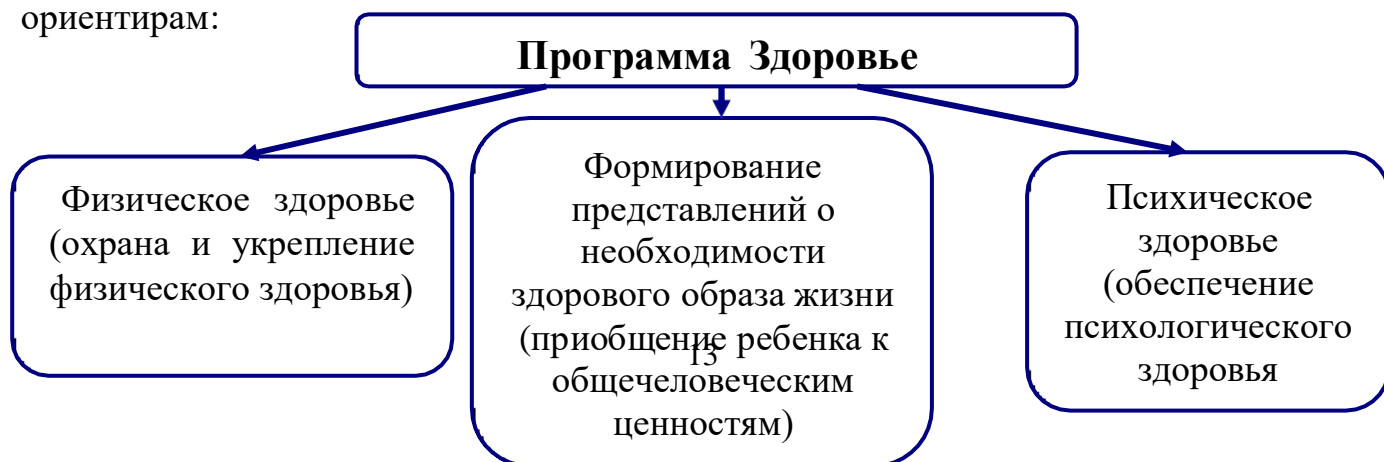 ориентирам:
Программа Здоровье
Физическое здоровье
(охрана и укрепление
физического здоровья)
Формирование
представлений о
необходимости
здорового образа жизни
(приобщение ребенка к
13
общечеловеческим
ценностям)
Психическое
здоровье
(обеспечение
психологического
здоровья